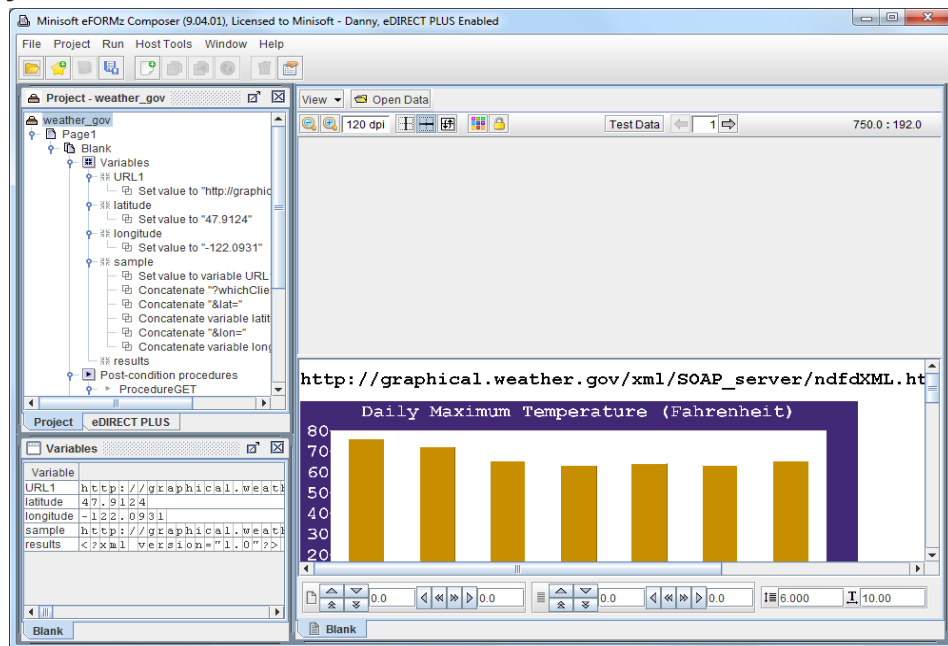 Minisoft eFORMz Composer (9.04.01), Licensed to Minisoft - Danny, eDIRECT PLUS Enabled
File Project Run Host Tools Window Help
Project - weather_gov
weather_gov
Page1
Blank
Variables
URL1
Set value to "http://graphic
latitude
Set value to "47.9124"
longitude
Set value to "-122.0931"
sample
Set value to variable URL
Concatenate "?whichClie
Concatenate "&lat="
Concatenate variable latit
Concatenate "&lon="
Concatenate variable long
results
Post-condition procedures
ProcedureGET
Project eDIRECT PLUS
Variables
Variable
URL1 http://graphical.weath
latitude 47.9124
longitude -122.0931
sample http://graphical.weath
results <?xml version="1.0"?>
Blank
View Open Data
120 dpi Test Data 1 750.0 : 192.0
http://graphical.weather.gov/xml/SOAP_server/ndfdXML.ht
Daily Maximum Temperature (Fahrenheit)
80
70
60
50
40
30
20
0.0 0.0 0.0 0.0 6.000 10.00
Blank